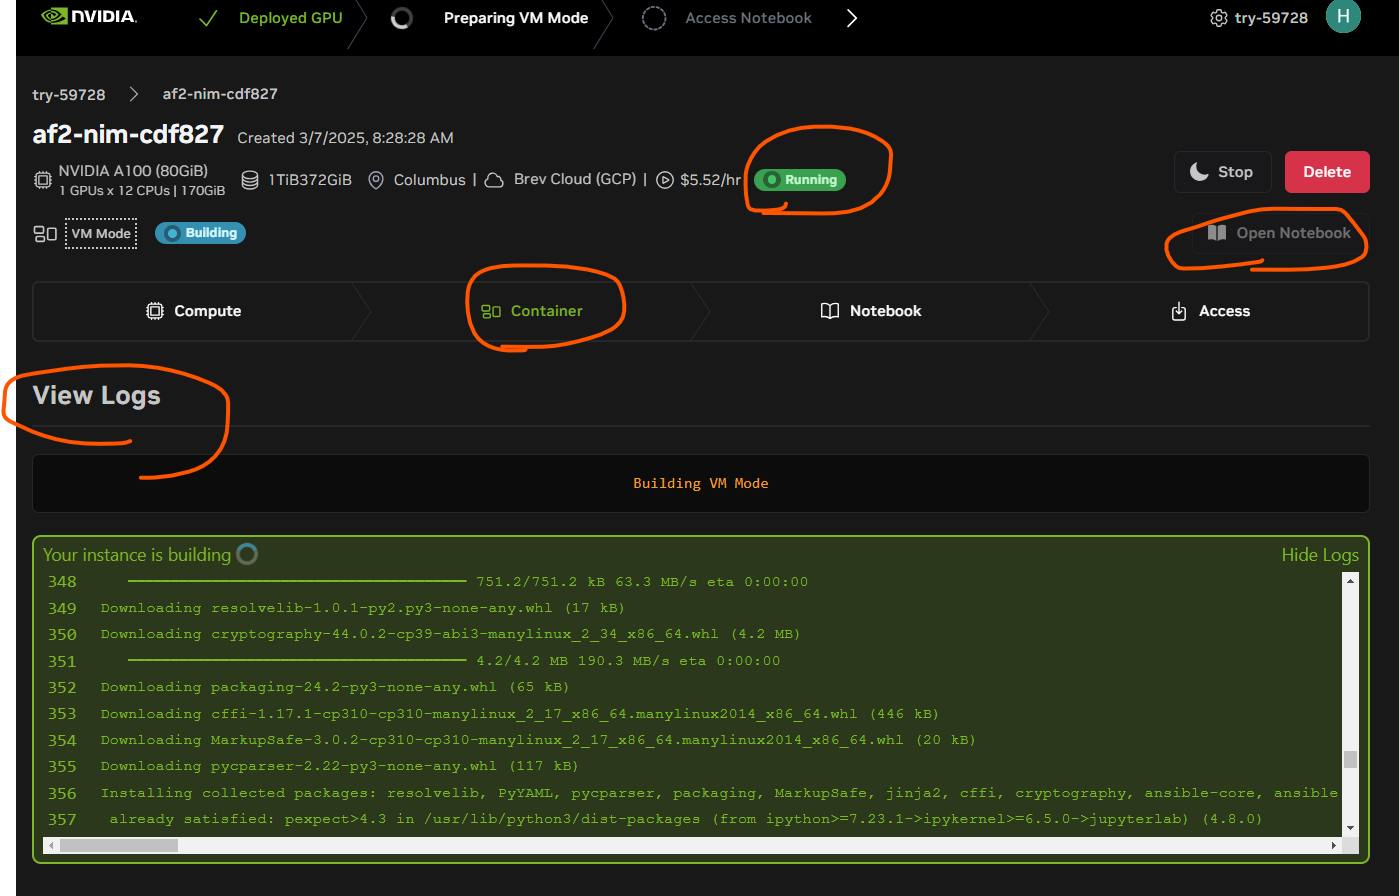 NVIDIA. Deployed GPU Preparing VM Mode Access Notebook try-59728 H
try-59728 af2-nim-cdf827
af2-nim-cdf827 Created 3/7/2025, 8:28:28 AM
NVIDIA A100 (80GiB)
1 GPUs x 12 CPUs | 170GiB
1TiB372GiB Columbus | Brev Cloud (GCP) | $5.52/hr Running
Stop Delete
VM Mode Building Open Notebook
Compute Container Notebook Access
View Logs
Building VM Mode
Your instance is building Hide Logs
348 ━━━━━━━━━━━━━━━━━━━━━━━━━━━━━━━━━━━━━━━━ 751.2/751.2 kB 63.3 MB/s eta 0:00:00
349 Downloading resolvelib-1.0.1-py2.py3-none-any.whl (17 kB)
350 Downloading cryptography-44.0.2-cp39-abi3-manylinux_2_34_x86_64.whl (4.2 MB)
351 ━━━━━━━━━━━━━━━━━━━━━━━━━━━━━━━━━━━━━━━━ 4.2/4.2 MB 190.3 MB/s eta 0:00:00
352 Downloading packaging-24.2-py3-none-any.whl (65 kB)
353 Downloading cffi-1.17.1-cp310-cp310-manylinux_2_17_x86_64.manylinux2014_x86_64.whl (446 kB)
354 Downloading MarkupSafe-3.0.2-cp310-cp310-manylinux_2_17_x86_64.manylinux2014_x86_64.whl (20 kB)
355 Downloading pycparser-2.22-py3-none-any.whl (117 kB)
356 Installing collected packages: resolvelib, PyYAML, pycparser, packaging, MarkupSafe, jinja2, cffi, cryptography, ansible-core, ansible
357 already satisfied: pexpect>4.3 in /usr/lib/python3/dist-packages (from ipython>=7.23.1->ipykernel>=6.5.0->jupyterlab) (4.8.0)